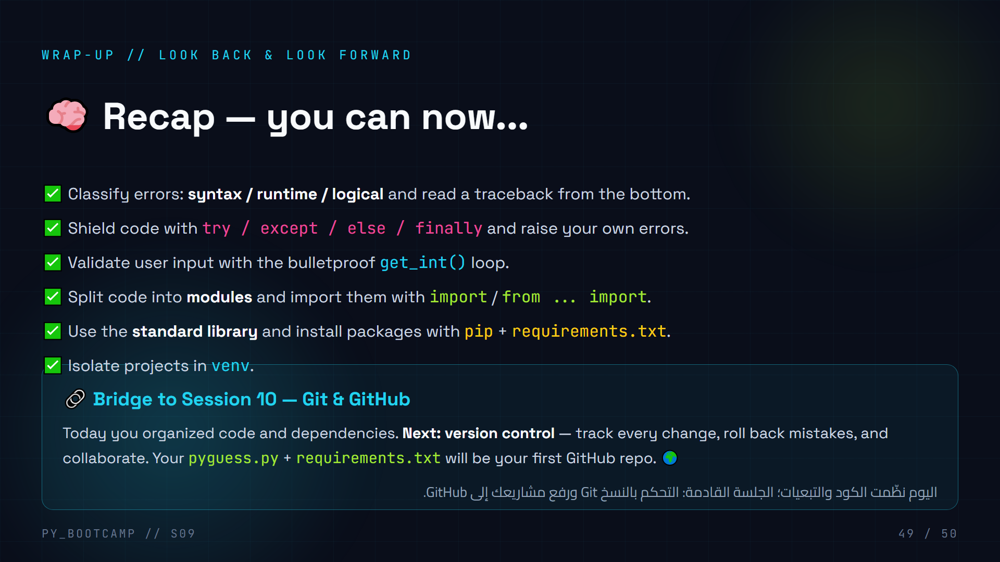 WRAP-UP // LOOK BACK & LOOK FORWARD
🧠 Recap — you can now...
✅ Classify errors: syntax / runtime / logical and read a traceback from the bottom.
✅ Shield code with try / except / else / finally and raise your own errors.
✅ Validate user input with the bulletproof get_int() loop.
✅ Split code into modules and import them with import / from ... import.
✅ Use the standard library and install packages with pip + requirements.txt.
✅ Isolate projects in venv.
🔗 Bridge to Session 10 — Git & GitHub
Today you organized code and dependencies. Next: version control — track every change, roll back mistakes, and
collaborate. Your pyguess.py + requirements.txt will be your first GitHub repo. 🌍
اليوم نظّمت الكود والتبعيات؛ الجلسة القادمة: التحكم بالنسخ Git ورفع مشاريعك إلى GitHub.
PY_BOOTCAMP // S09
49 / 50